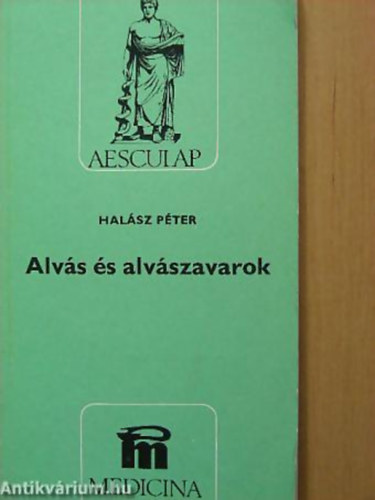 AESCULAP
HALÁSZ PÉTER
Alvás és alvászavarok
m
MEDICINA
Antikvárium.hu